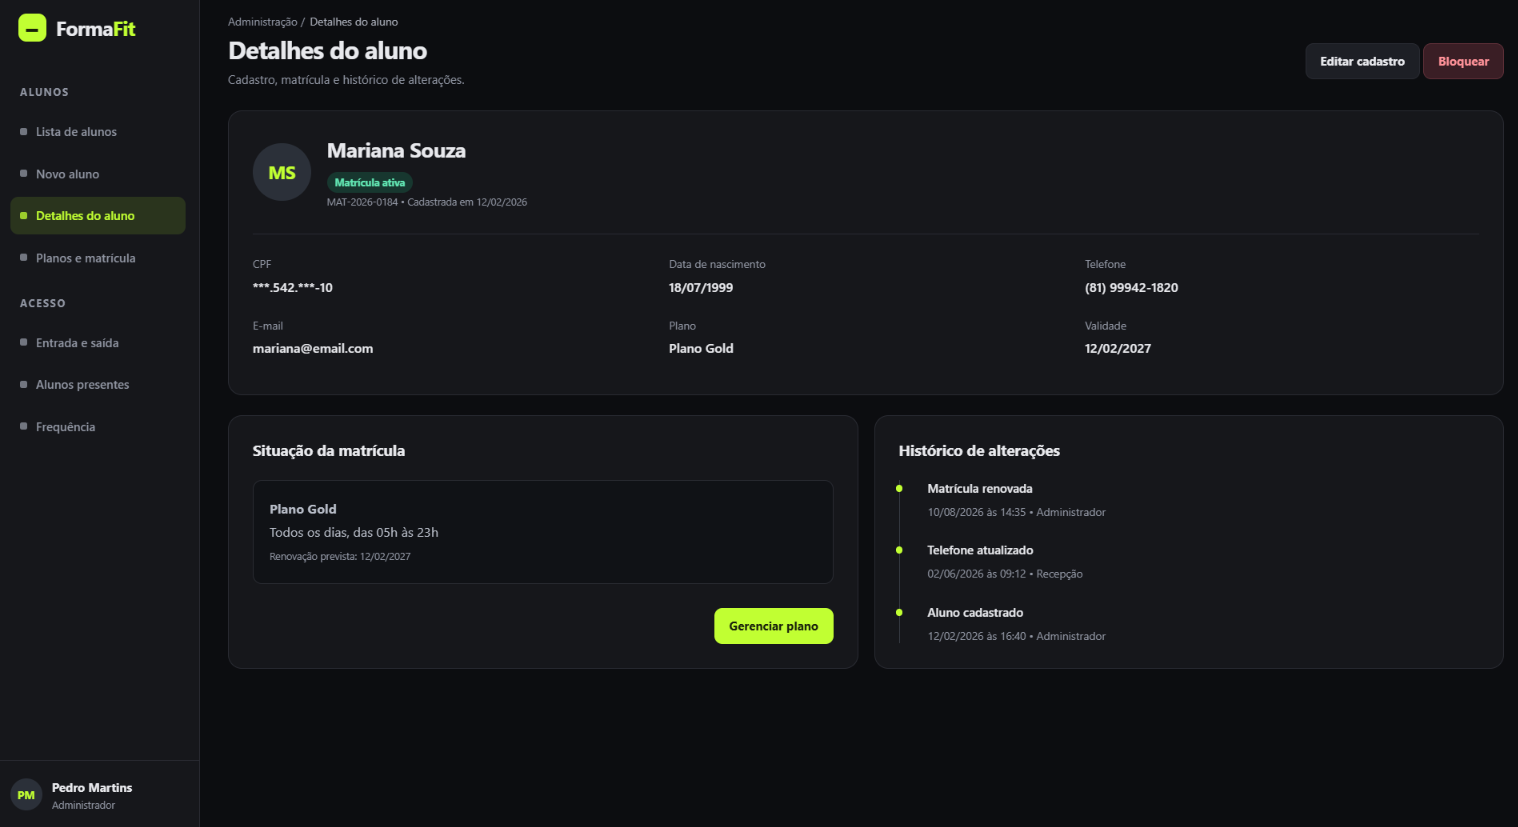 FormaFit
ALUNOS
Lista de alunos
Novo aluno
Detalhes do aluno
Planos e matrícula
ACESSO
Entrada e saída
Alunos presentes
Frequência
PM
Pedro Martins
Administrador
Administração / Detalhes do aluno
Detalhes do aluno
Cadastro, matrícula e histórico de alterações.
Editar cadastro
Bloquear
MS
Mariana Souza
Matrícula ativa
MAT-2026-0184 • Cadastrada em 12/02/2026
CPF
***.542.***-10
Data de nascimento
18/07/1999
Telefone
(81) 99942-1820
E-mail
mariana@email.com
Plano
Plano Gold
Validade
12/02/2027
Situação da matrícula
Plano Gold
Todos os dias, das 05h às 23h
Renovação prevista: 12/02/2027
Gerenciar plano
Histórico de alterações
Matrícula renovada
10/08/2026 às 14:35 • Administrador
Telefone atualizado
02/06/2026 às 09:12 • Recepção
Aluno cadastrado
12/02/2026 às 16:40 • Administrador